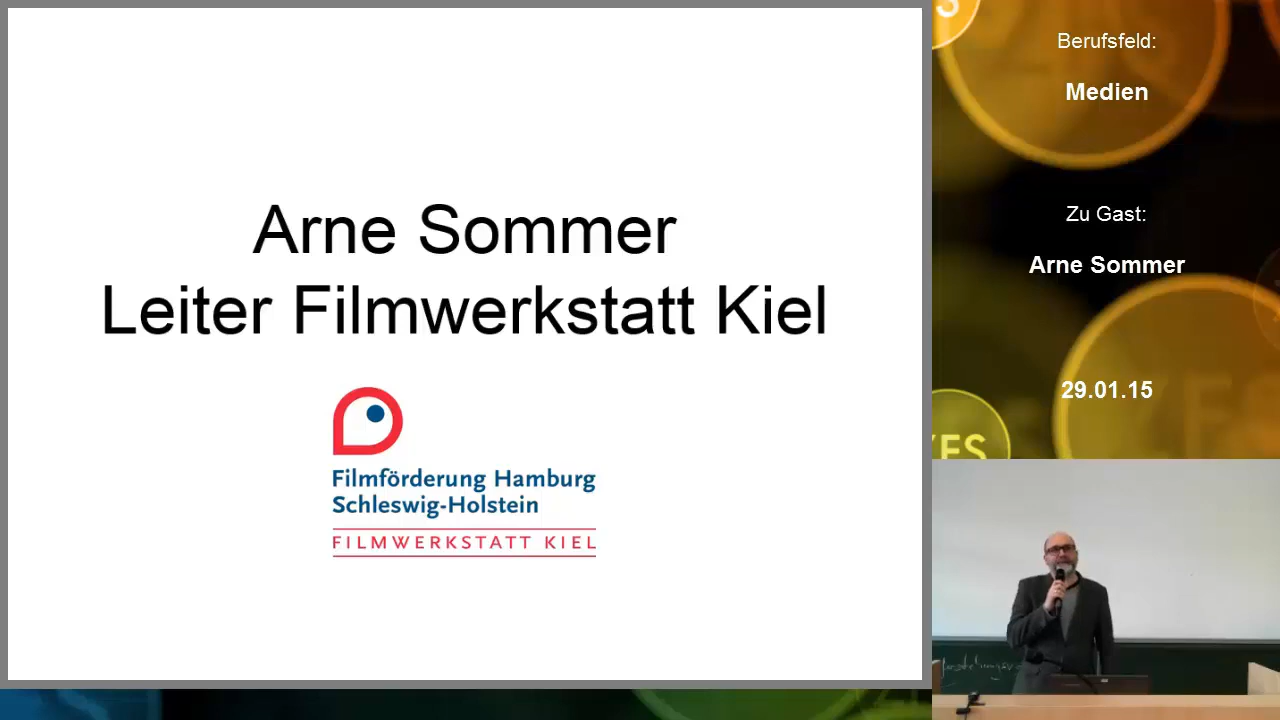 Arne Sommer
Leiter Filmwerkstatt Kiel
Filmförderung Hamburg
Schleswig-Holstein
FILMWERKSTATT KIEL
Berufsfeld:
Medien
Zu Gast:
Arne Sommer
29.01.15
YES